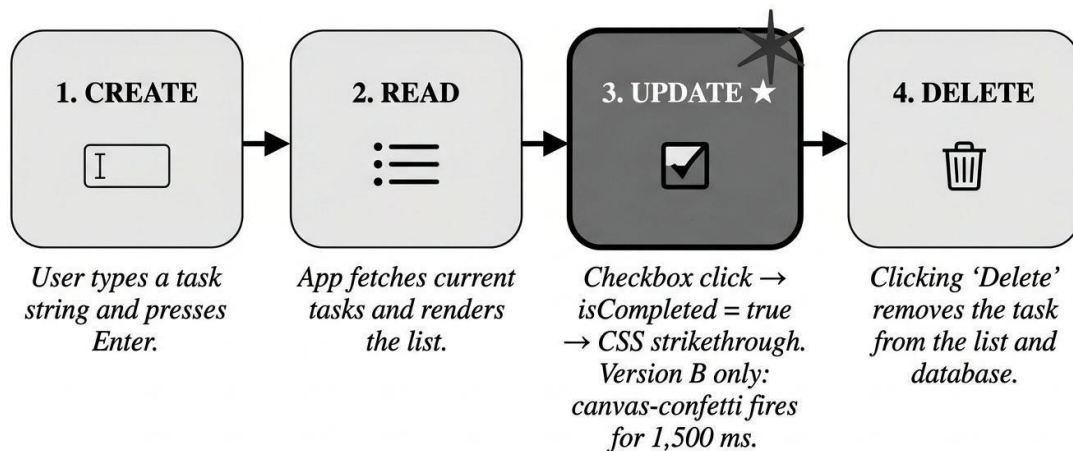 1. CREATE
User types a task
string and presses
Enter.
2. READ
App fetches current
tasks and renders
the list.
3. UPDATE ★
Checkbox click →
isCompleted = true
→ CSS strikethrough.
Version B only:
canvas-confetti fires
for 1,500 ms.
4. DELETE
Clicking ‘Delete’
removes the task
from the list and
database.